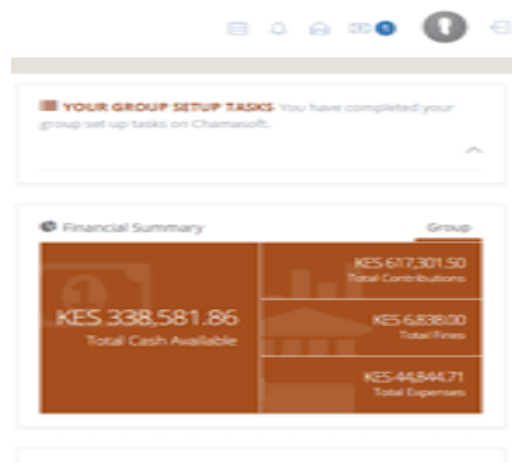 YOUR GROUP SETUP TASKS You have completed your
group set up tasks on Chamasoft.
Financial Summary
Group
KES 338,581.86
Total Cash Available
KES 617,301.50
Total Contributions
KES 6,838.00
Total Fines
KES 44,844.71
Total Expenses